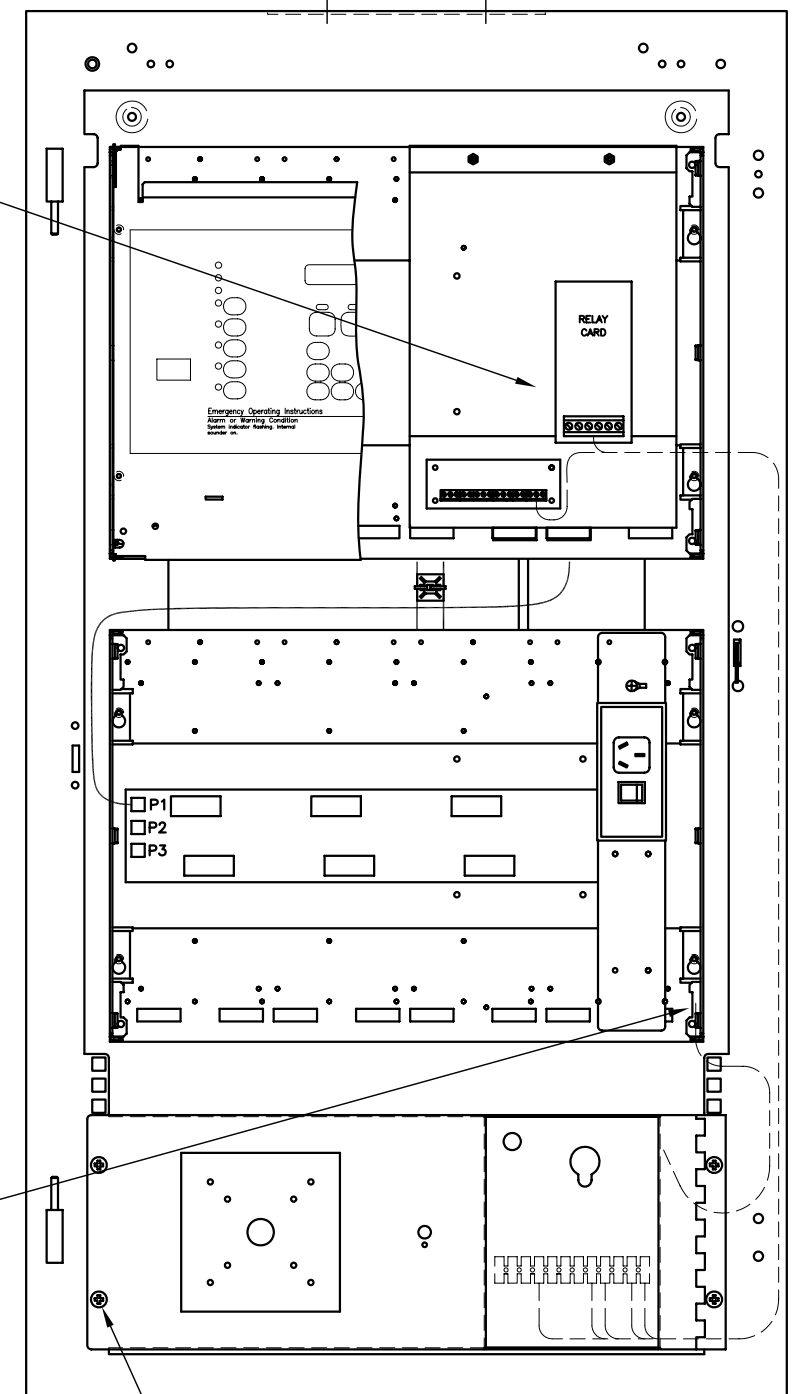 RELAY
CARD
Emergency Operating Instructions
Alarm or Warning Condition
System indicator flashing. Internal
sounder on.
P1
P2
P3